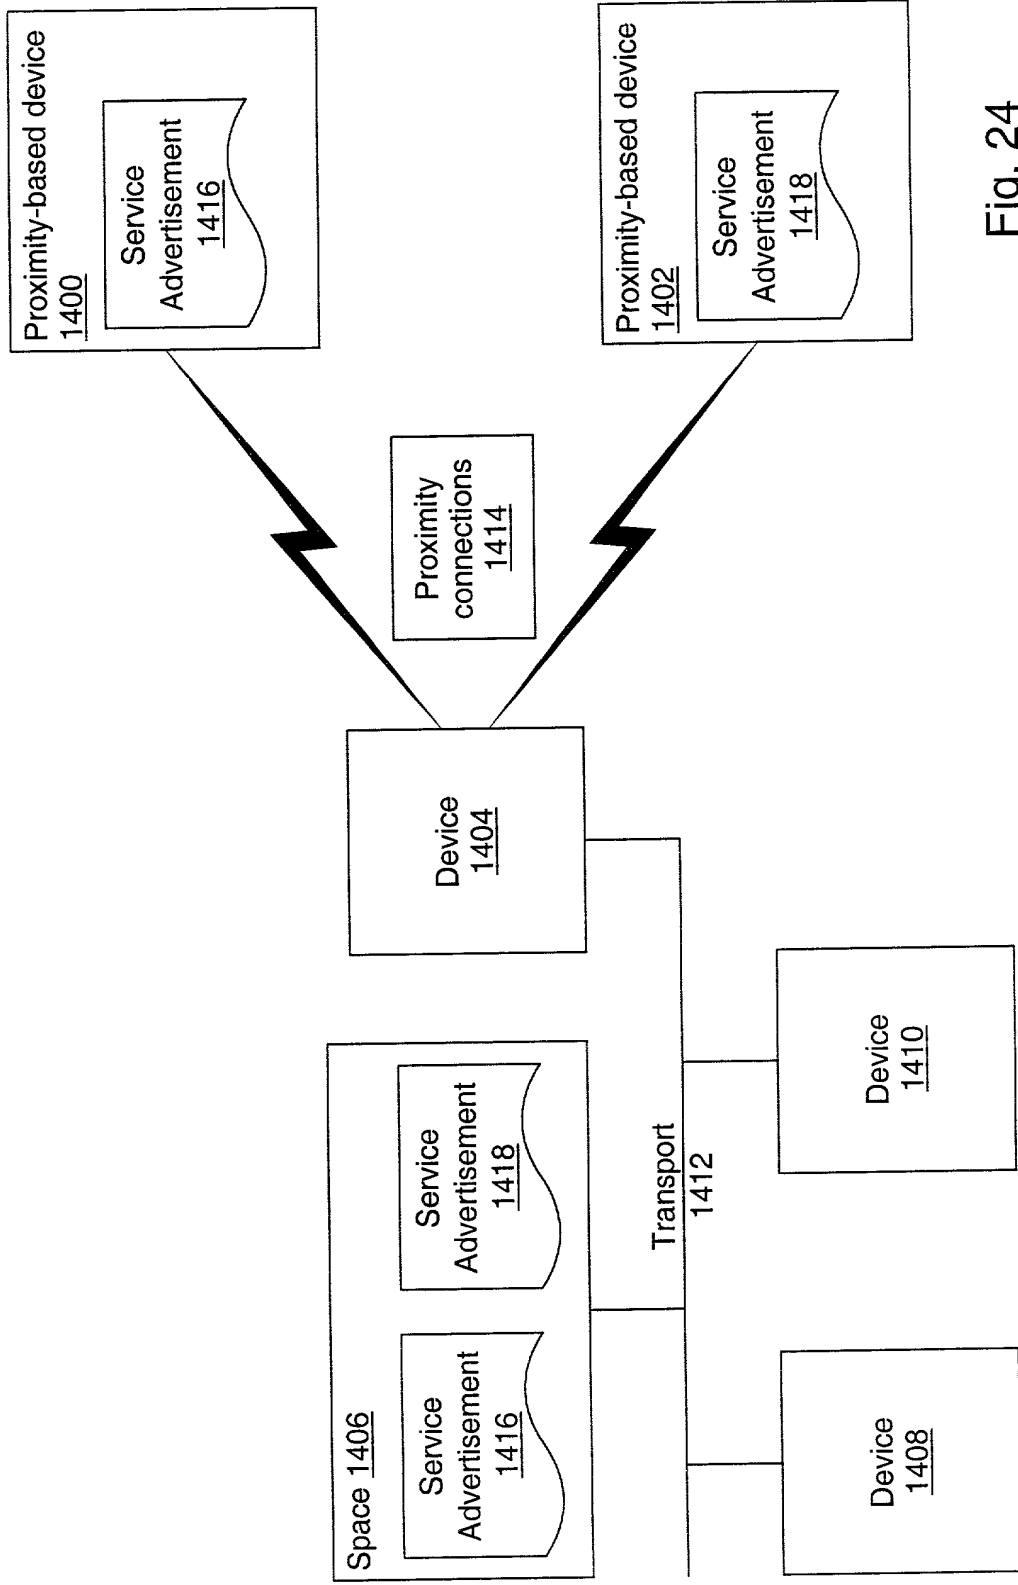 Space 1406
Service
Advertisement
1416
Service
Advertisement
1418
Device
1404
Proximity
connections
1414
Proximity-based device
1400
Service
Advertisement
1416
Proximity-based device
1402
Service
Advertisement
1418
Transport
1412
Device
1408
Device
1410
Fig. 24